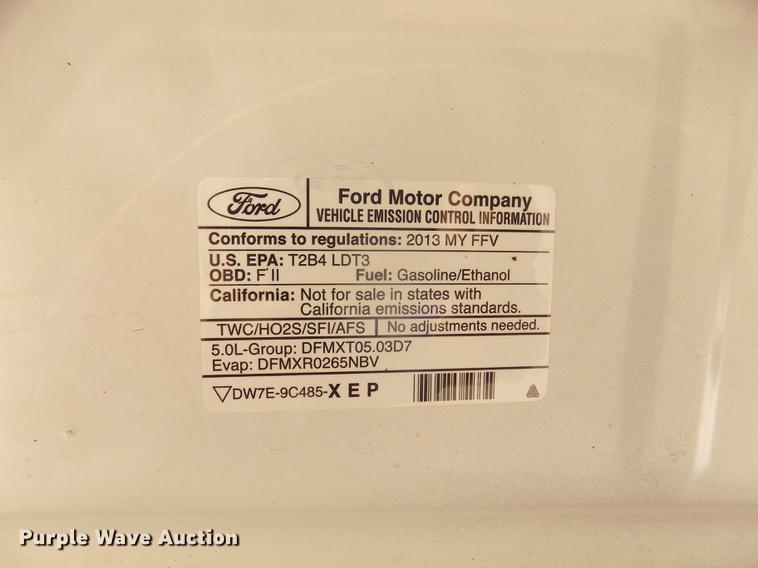 Ford
Ford Motor Company
VEHICLE EMISSION CONTROL INFORMATION
Conforms to regulations: 2013 MY FFV
U.S. EPA: T2B4 LDT3
OBD: F II Fuel: Gasoline/Ethanol
California: Not for sale in states with
California emissions standards.
TWC/HO2S/SFI/AFS No adjustments needed.
5.0L-Group: DFMXT05.03D7
Evap: DFMXR0265NBV
DW7E-9C485-XEP
Purple Wave Auction